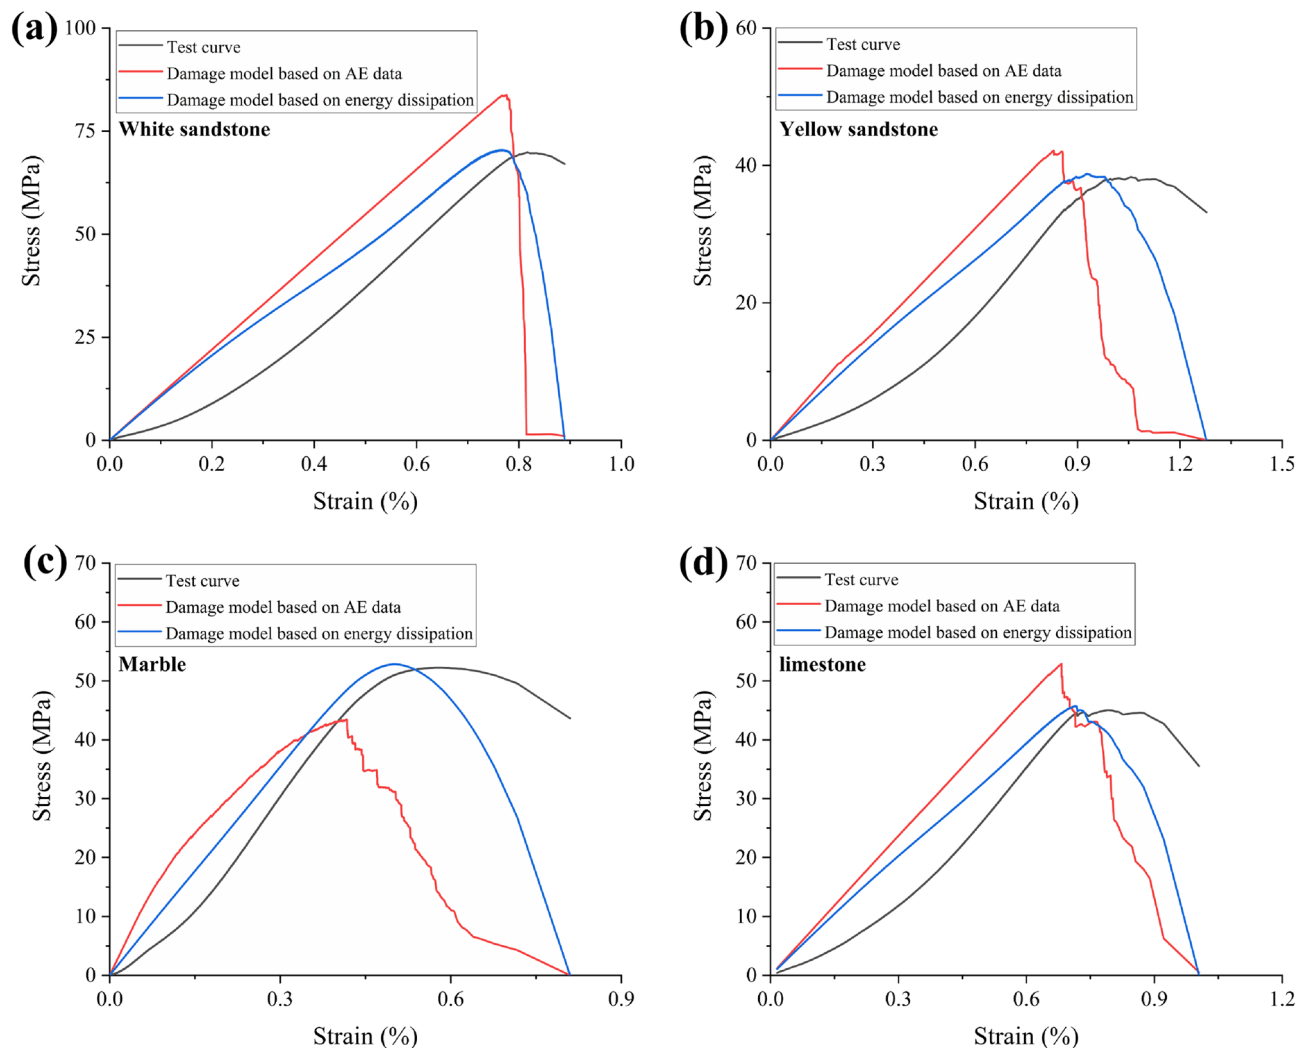 (a)
100
75
50
25
0
Stress (MPa)
Test curve
Damage model based on AE data
Damage model based on energy dissipation
White sandstone
0.0 0.2 0.4 0.6 0.8 1.0
Strain (%)
(b)
60
40
20
0
Stress (MPa)
Test curve
Damage model based on AE data
Damage model based on energy dissipation
Yellow sandstone
0.0 0.3 0.6 0.9 1.2 1.5
Strain (%)
(c)
70
60
50
40
30
20
10
0
Stress (MPa)
Test curve
Damage model based on AE data
Damage model based on energy dissipation
Marble
0.0 0.3 0.6 0.9
Strain (%)
(d)
70
60
50
40
30
20
10
0
Stress (MPa)
Test curve
Damage model based on AE data
Damage model based on energy dissipation
limestone
0.0 0.3 0.6 0.9 1.2
Strain (%)